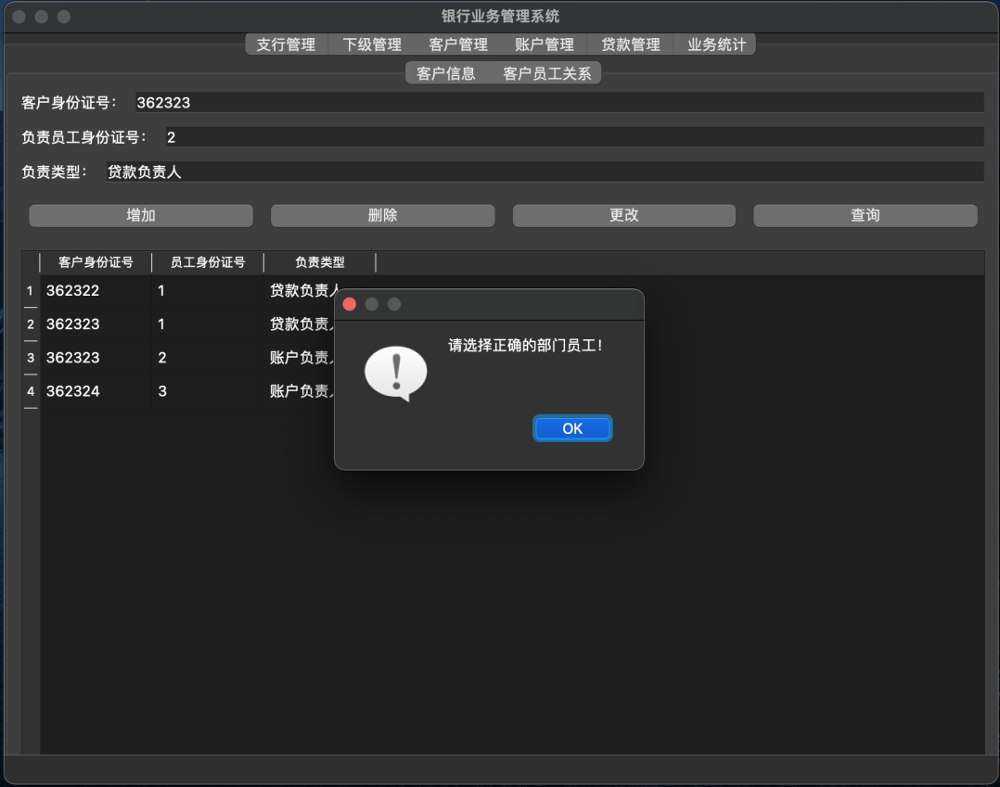 银行业务管理系统
支行管理 下级管理 客户管理 账户管理 贷款管理 业务统计
客户信息 客户员工关系
客户身份证号： 362323
负责员工身份证号： 2
负责类型： 贷款负责人
增加 删除 更改 查询
客户身份证号 员工身份证号 负责类型
1 362322 1 贷款负责人
2 362323 1 贷款负责
3 362323 2 账户负责
4 362324 3 账户负责
请选择正确的部门员工！
OK